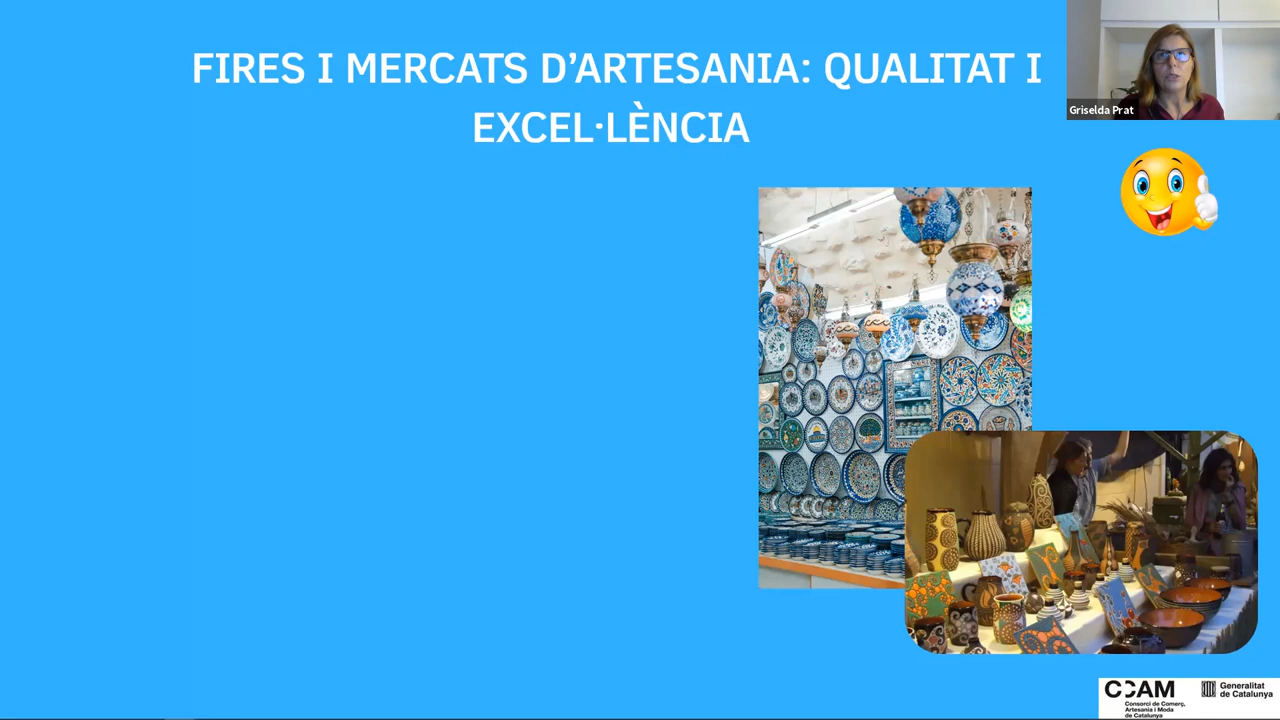 FIRES I MERCATS D’ARTESANIA: QUALITAT I
EXCEL·LÈNCIA
Griselda Prat
CCAM
Consorci de Comerç,
Artesania i Moda
de Catalunya
Generalitat
de Catalunya